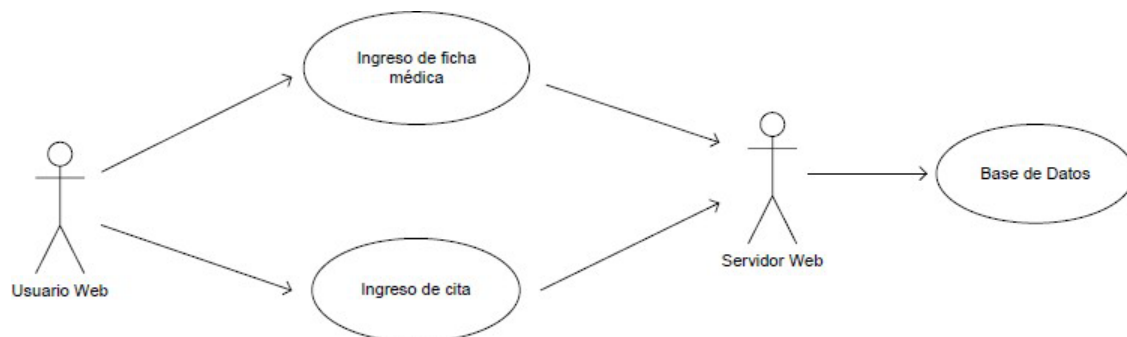 Ingreso de ficha
médica
Usuario Web
Ingreso de cita
Servidor Web
Base de Datos